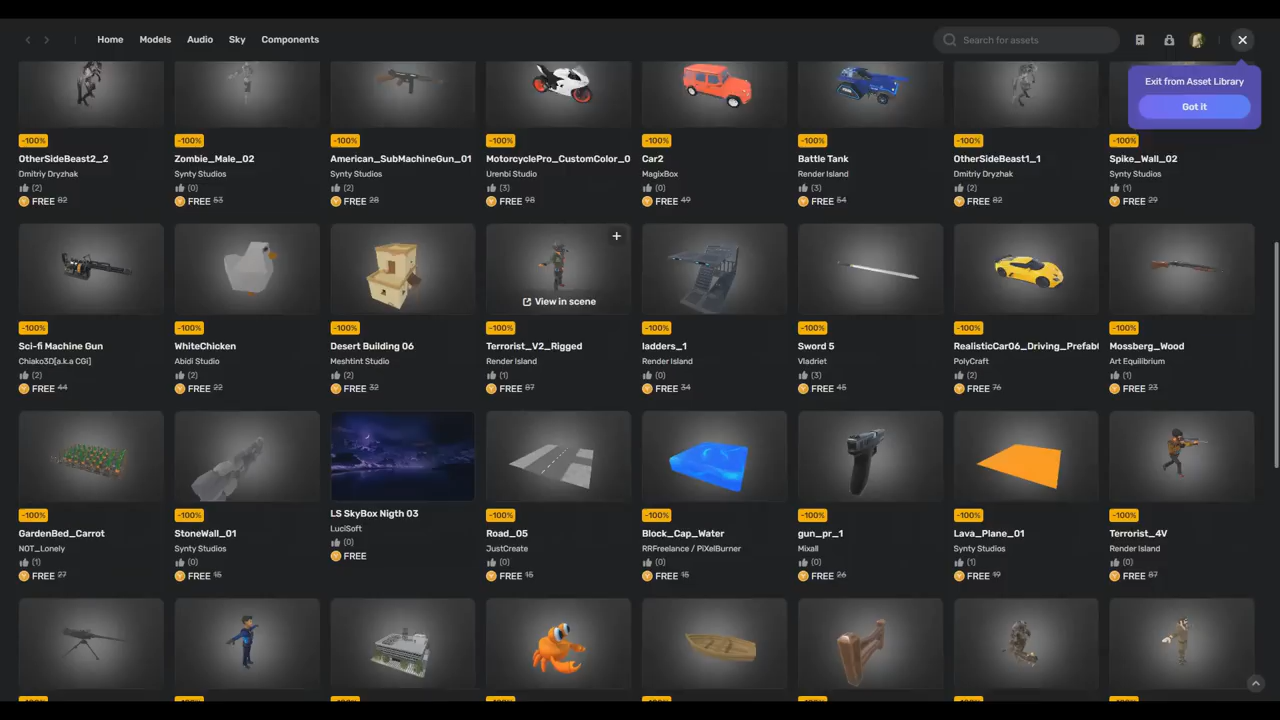 Home Models Audio Sky Components Search for assets
Exit from Asset Library
Got it
-100% -100% -100% -100% -100% -100% -100% -100%
OtherSideBeast2_2 Zombie_Male_02 American_SubMachineGun_01 MotorcyclePro_CustomColor_0 Car2 Battle Tank OtherSideBeast1_1 Spike_Wall_02
Dmitriy Dryzhak Synty Studios Synty Studios Urenbi Studio MagixBox Render Island Dmitriy Dryzhak Synty Studios
(2) (0) (2) (3) (0) (3) (2) (1)
FREE 82 FREE 53 FREE 28 FREE 98 FREE 49 FREE 54 FREE 82 FREE 29
View in scene
-100% -100% -100% -100% -100% -100% -100% -100%
Sci-fi Machine Gun WhiteChicken Desert Building 06 Terrorist_V2_Rigged ladders_1 Sword 5 RealisticCar06_Driving_Prefab Mossberg_Wood
Chiako3D[a.k.a CGi] Abidi Studio Meshtint Studio Render Island Render Island Vladriet PolyCraft Art Equilibrium
(2) (2) (2) (1) (0) (3) (2) (1)
FREE 44 FREE 22 FREE 32 FREE 87 FREE 34 FREE 45 FREE 76 FREE 23
-100% -100% LS SkyBox Nigth 03 -100% -100% -100% -100% -100%
GardenBed_Carrot StoneWall_01 LuciSoft Road_05 Block_Cap_Water gun_pr_1 Lava_Plane_01 Terrorist_4V
NOT_Lonely Synty Studios (0) JustCreate RRFreelance / PiXelBurner Mixall Synty Studios Render Island
(1) (0) FREE (0) (0) (0) (1) (0)
FREE 27 FREE 15 FREE 15 FREE 15 FREE 26 FREE 19 FREE 87